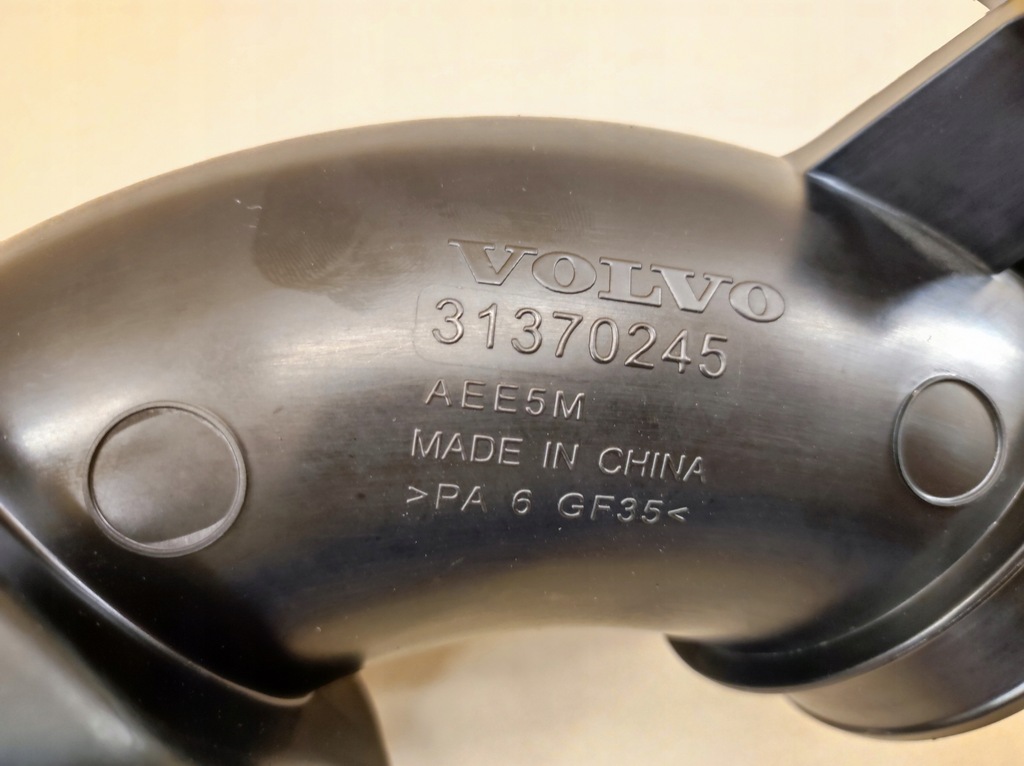 VOLVO
31370245
AEE5M
MADE IN CHINA
>PA 6 GF35<